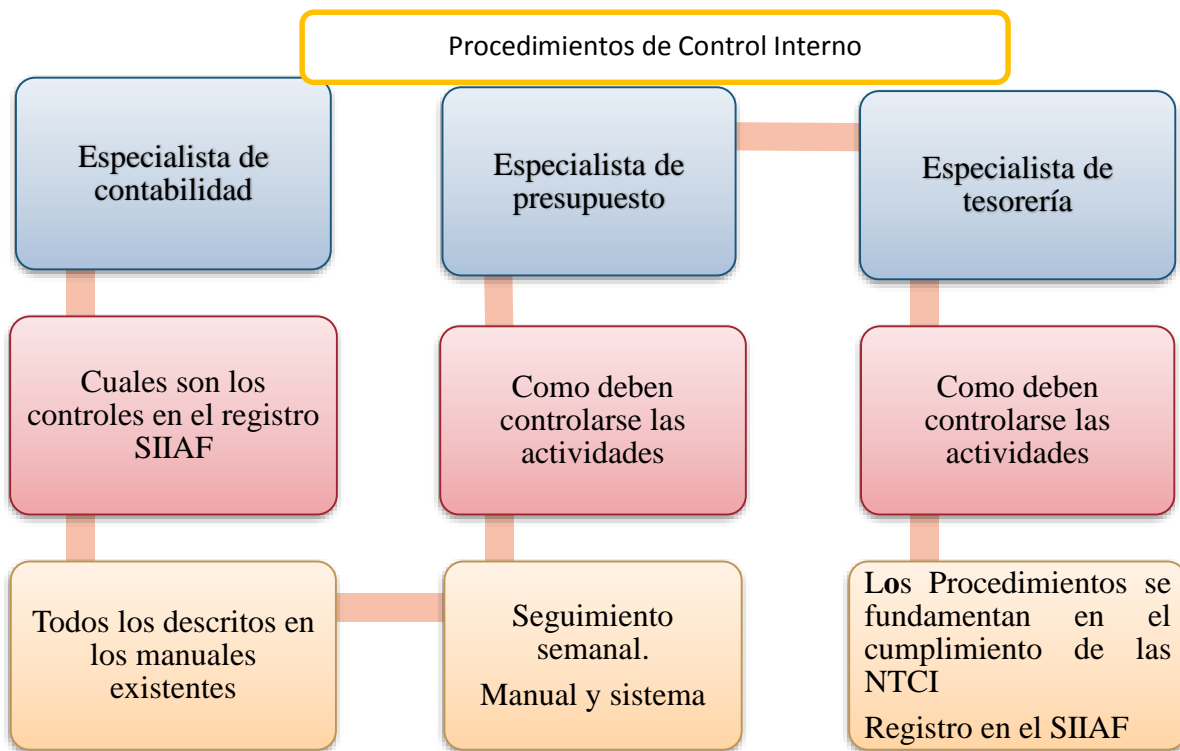 Procedimientos de Control Interno
Especialista de
contabilidad
Cuales son los
controles en el registro
SIIAF
Todos los descritos en
los manuales
existentes
Especialista de
presupuesto
Como deben
controlarse las
actividades
Seguimiento
semanal.
Manual y sistema
Especialista de
tesorería
Como deben
controlarse las
actividades
Los Procedimientos se
fundamentan en el
cumplimiento de las
NTCI
Registro en el SIIAF